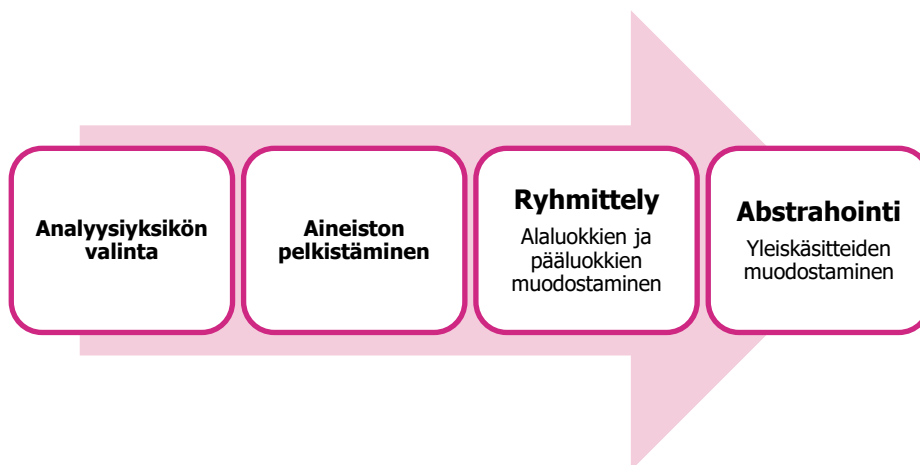 Analyysiyksikön
valinta
Aineiston
pelkistäminen
Ryhmittely
Alaluokkien ja
pääluokkien
muodostaminen
Abstrahointi
Yleiskäsitteiden
muodostaminen